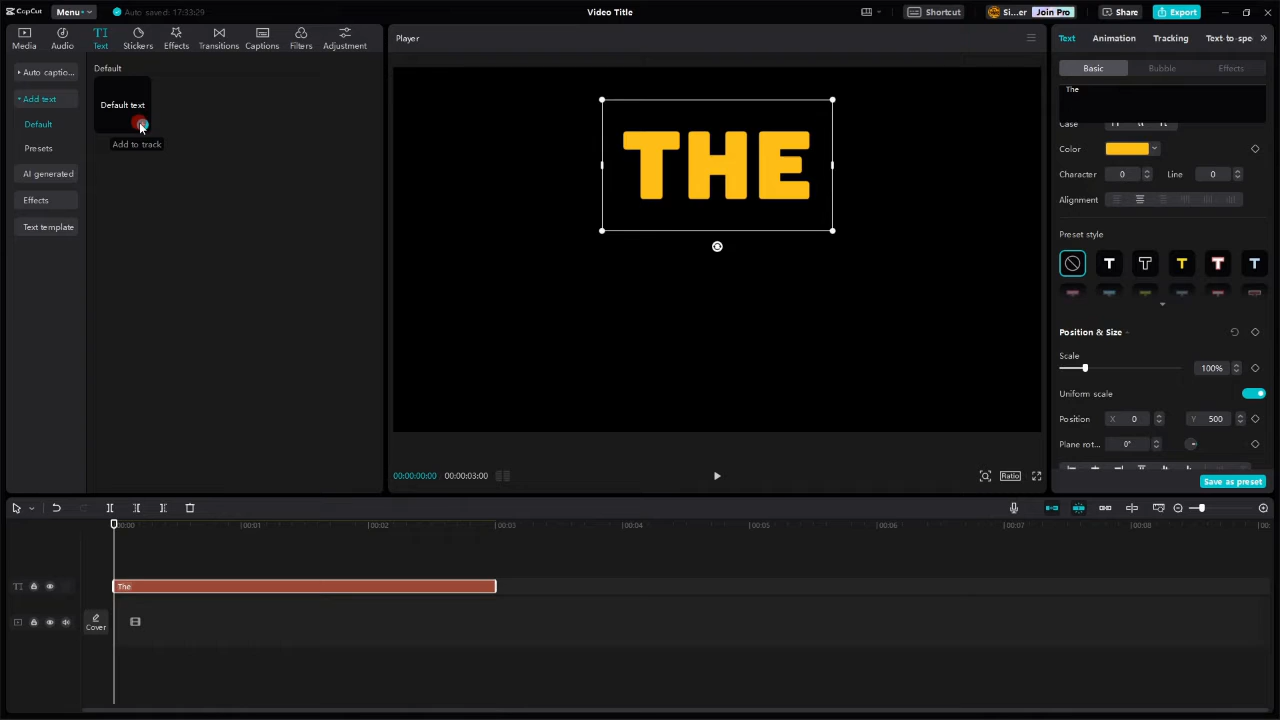 CapCut Menu Auto saved: 17:33:29 Video Title Shortcut Si...er Join Pro Share Export
Media Audio Text Stickers Effects Transitions Captions Filters Adjustment
Player
Text Animation Tracking Text-to-spe
Default
Auto captio...
Add text
Default
Presets
AI generated
Effects
Text template
Default text
Add to track
THE
00:00:00:00 00:00:03:00
Ratio
Basic Bubble Effects
The
Case
Color
Character 0 Line 0
Alignment
Preset style
T T T T T
Position & Size
Scale
100%
Uniform scale
Position X 0 Y 500
Plane rot... 0°
Save as preset
00:00 00:01 00:02 00:03 00:04 00:05 00:06 00:07 00:08
TI The
Cover